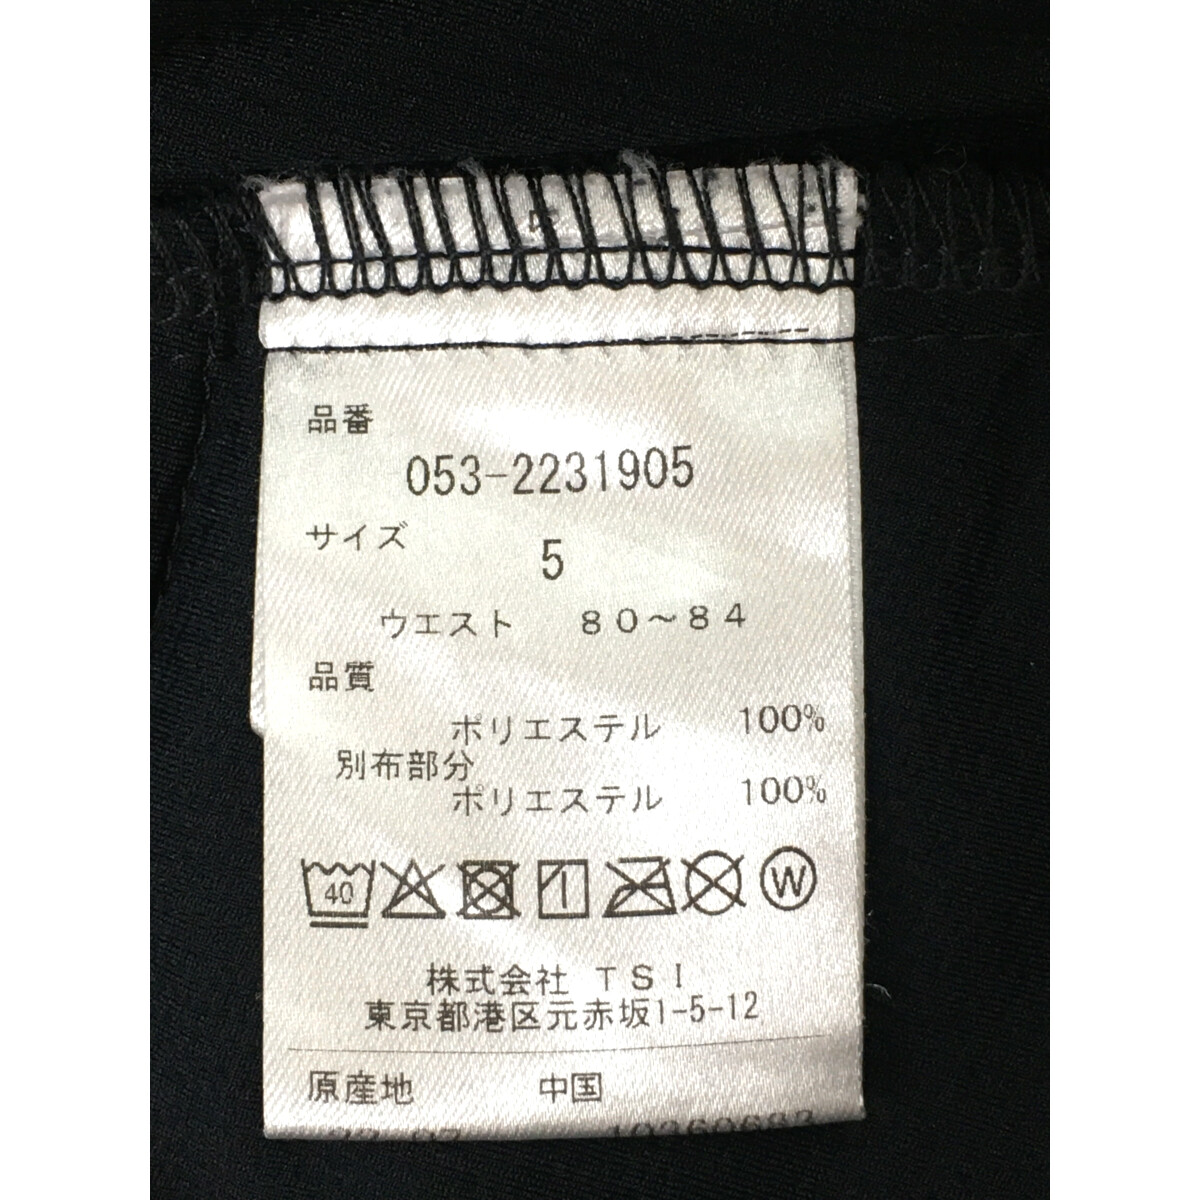 品番
053-2231905
サイズ
5
ウエスト 80〜84
品質
ポリエステル 100%
別布部分
ポリエステル 100%
40 W
株式会社 TSI
東京都港区元赤坂1-5-12
原産地 中国